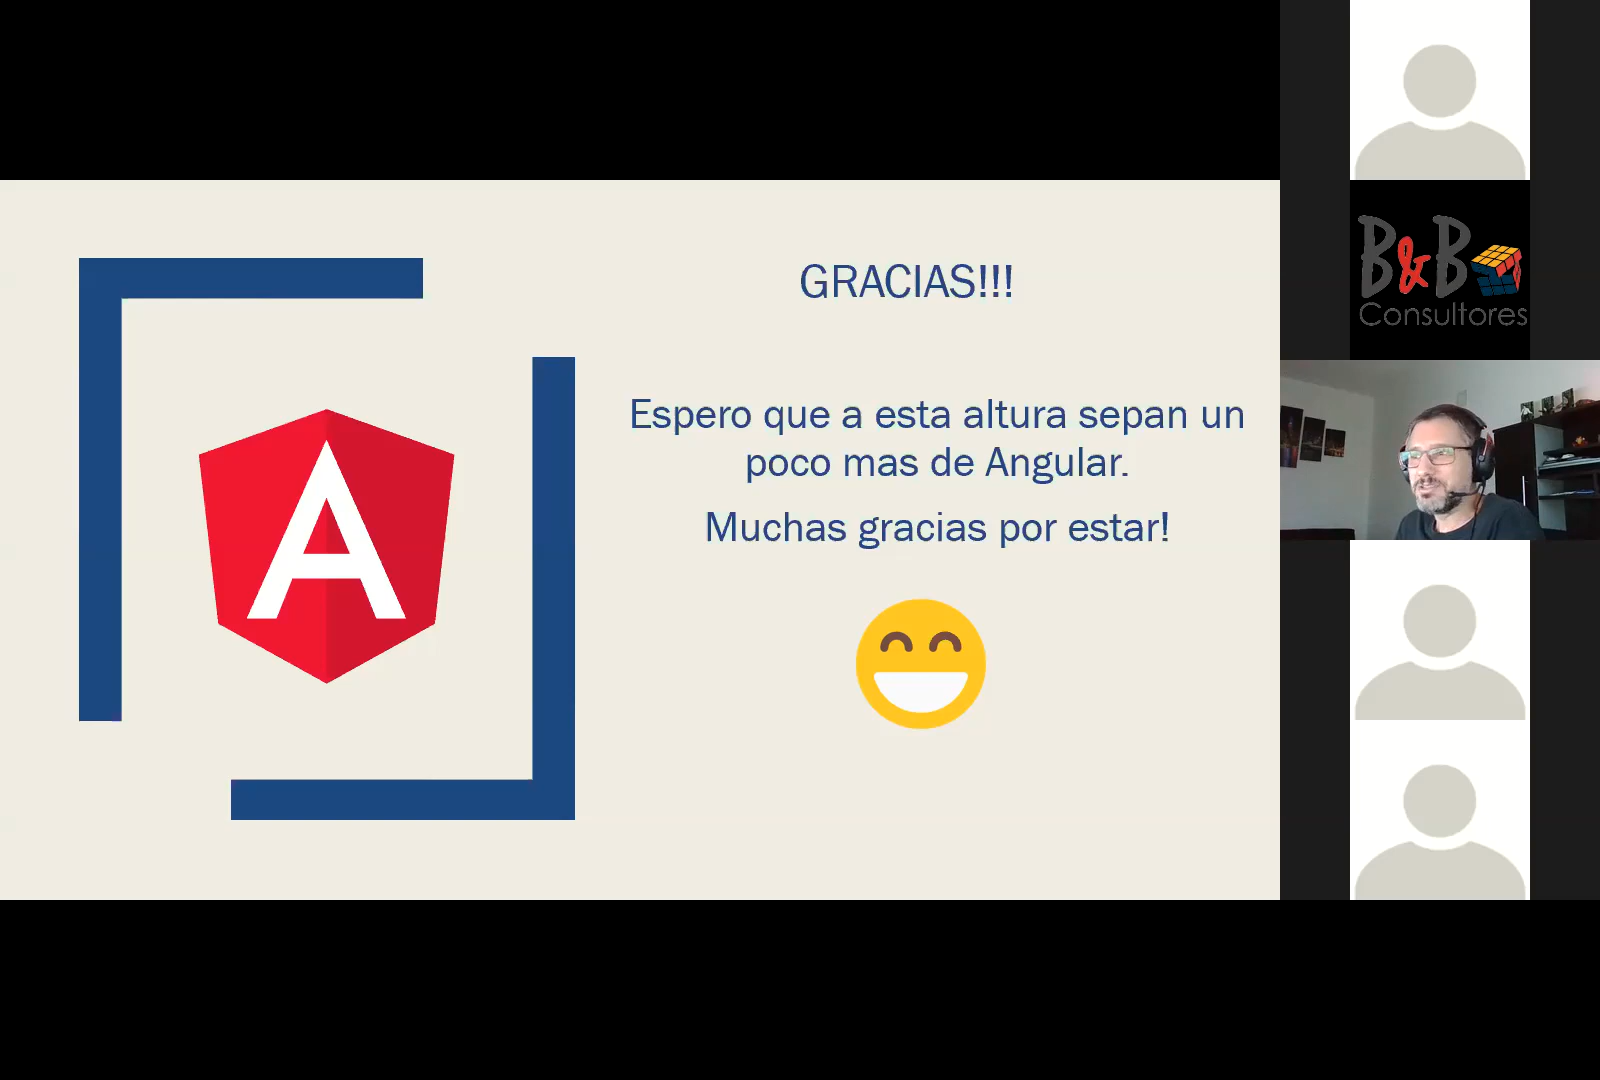 GRACIAS!!!
Espero que a esta altura sepan un
poco mas de Angular.
Muchas gracias por estar!
A
B&B
Consultores